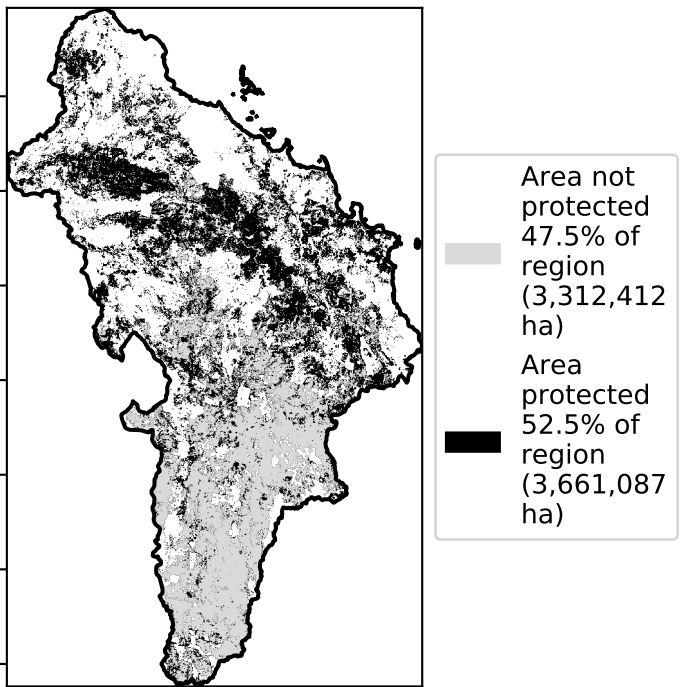 Area not
protected
47.5% of
region
(3,312,412
ha)
Area
protected
52.5% of
region
(3,661,087
ha)